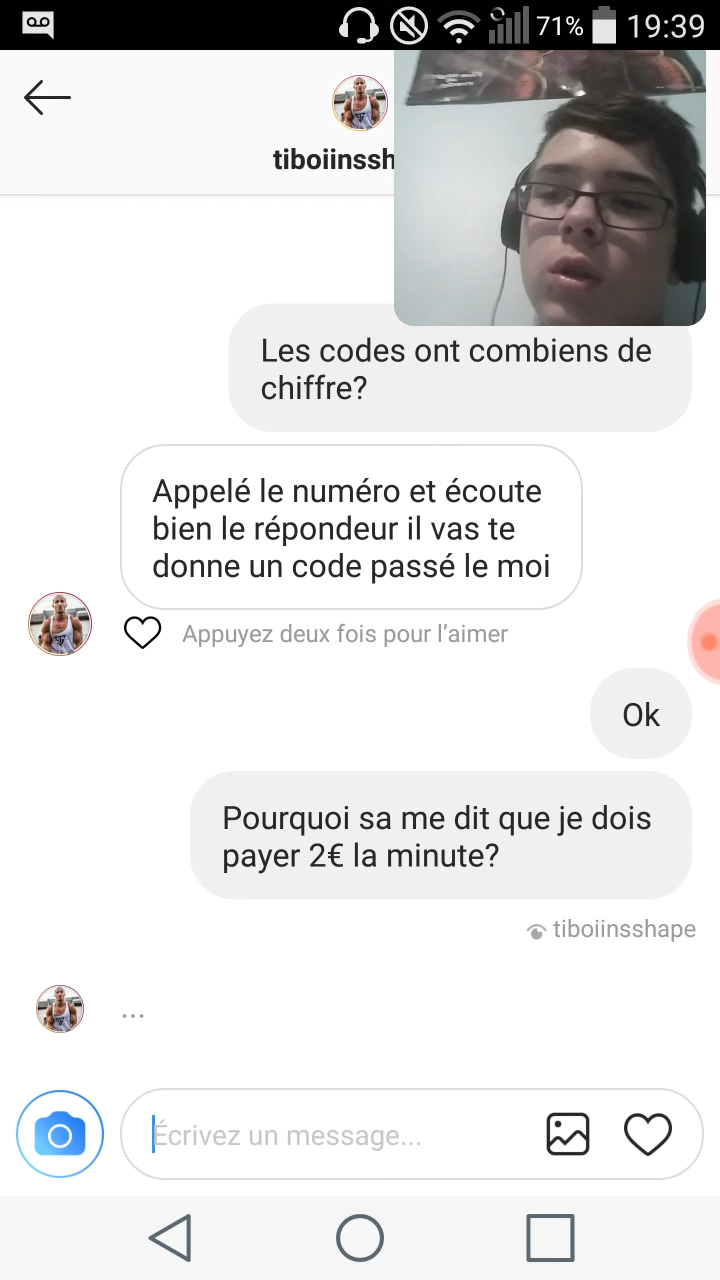 71% 19:39
tiboiinssh
Les codes ont combiens de
chiffre?
Appelé le numéro et écoute
bien le répondeur il vas te
donne un code passé le moi
Appuyez deux fois pour l'aimer
Ok
Pourquoi sa me dit que je dois
payer 2€ la minute?
tiboiinsshape
...
Écrivez un message...